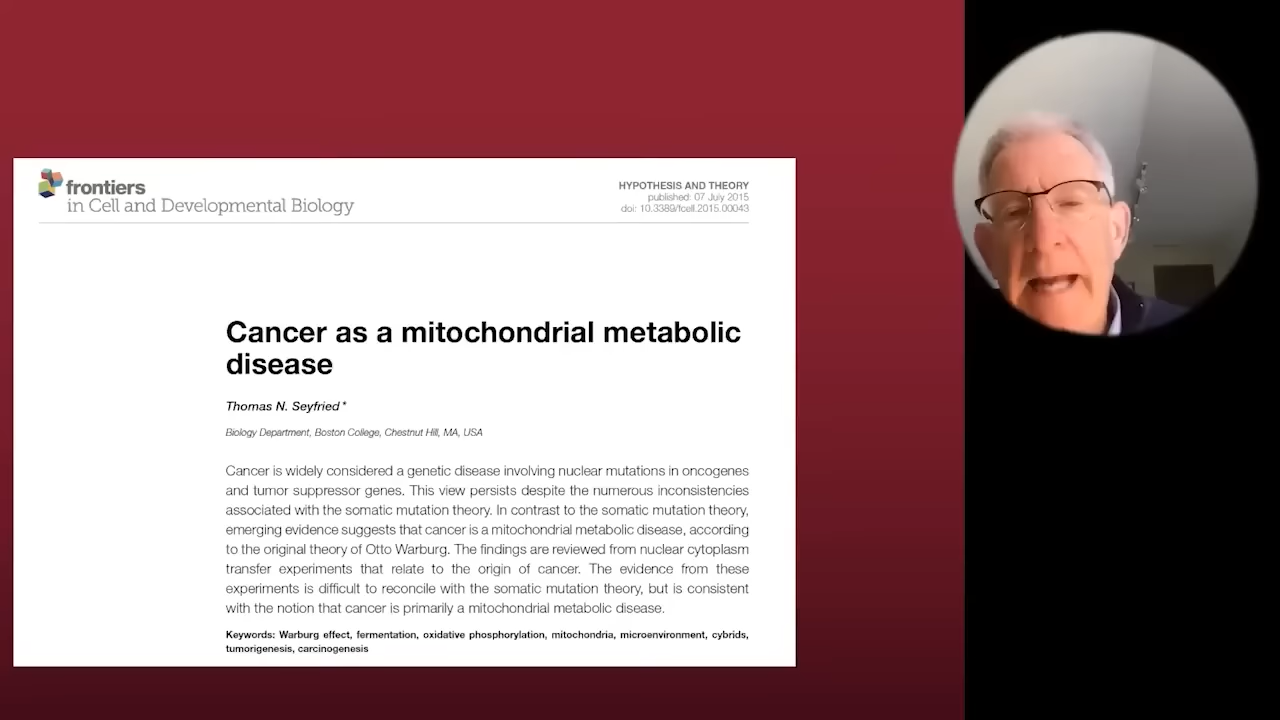 frontiers
in Cell and Developmental Biology
HYPOTHESIS AND THEORY
published: 07 July 2015
doi: 10.3389/fcell.2015.00043
Cancer as a mitochondrial metabolic
disease
Thomas N. Seyfried*
Biology Department, Boston College, Chestnut Hill, MA, USA
Cancer is widely considered a genetic disease involving nuclear mutations in oncogenes
and tumor suppressor genes. This view persists despite the numerous inconsistencies
associated with the somatic mutation theory. In contrast to the somatic mutation theory,
emerging evidence suggests that cancer is a mitochondrial metabolic disease, according
to the original theory of Otto Warburg. The findings are reviewed from nuclear cytoplasm
transfer experiments that relate to the origin of cancer. The evidence from these
experiments is difficult to reconcile with the somatic mutation theory, but is consistent
with the notion that cancer is primarily a mitochondrial metabolic disease.
Keywords: Warburg effect, fermentation, oxidative phosphorylation, mitochondria, microenvironment, cybrids,
tumorigenesis, carcinogenesis